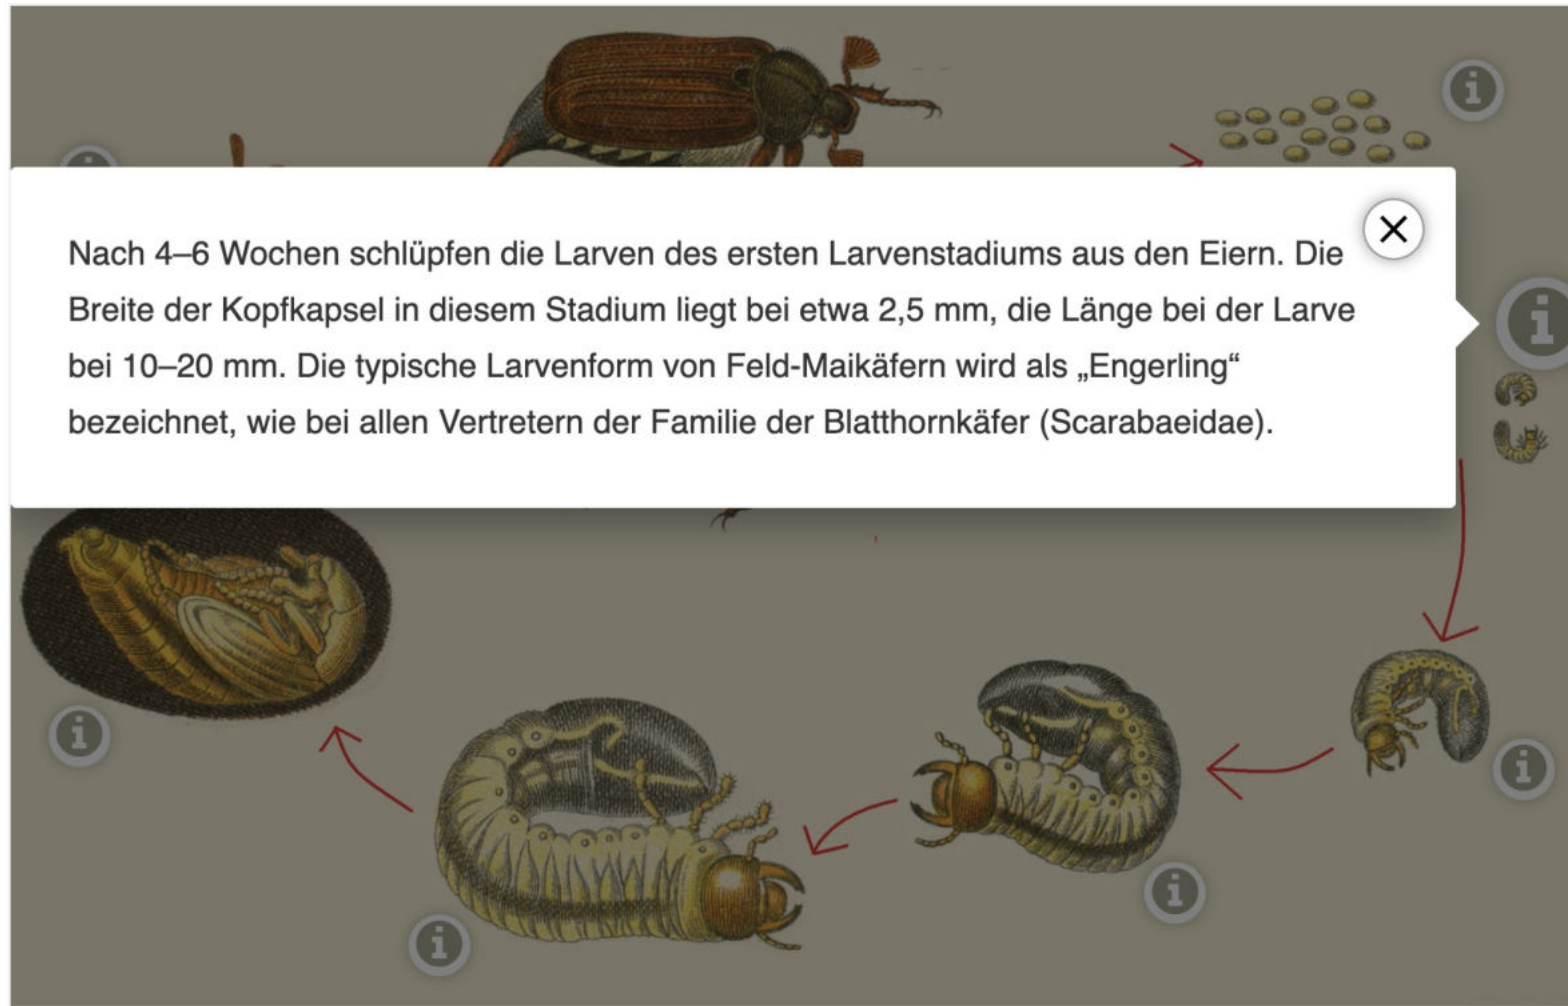 Nach 4–6 Wochen schlüpfen die Larven des ersten Larvenstadiums aus den Eiern. Die
Breite der Kopfkapsel in diesem Stadium liegt bei etwa 2,5 mm, die Länge bei der Larve
bei 10–20 mm. Die typische Larvenform von Feld-Maikäfern wird als „Engerling“
bezeichnet, wie bei allen Vertretern der Familie der Blatthornkäfer (Scarabaeidae).